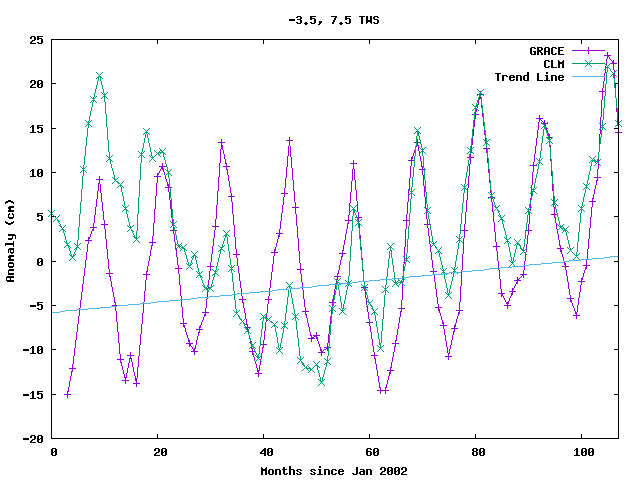 -3.5, 7.5 TWS
25
20
15
10
5
0
-5
-10
-15
-20
Anomaly (cm)
GRACE
CLM
Trend Line
0 20 40 60 80 100
Months since Jan 2002